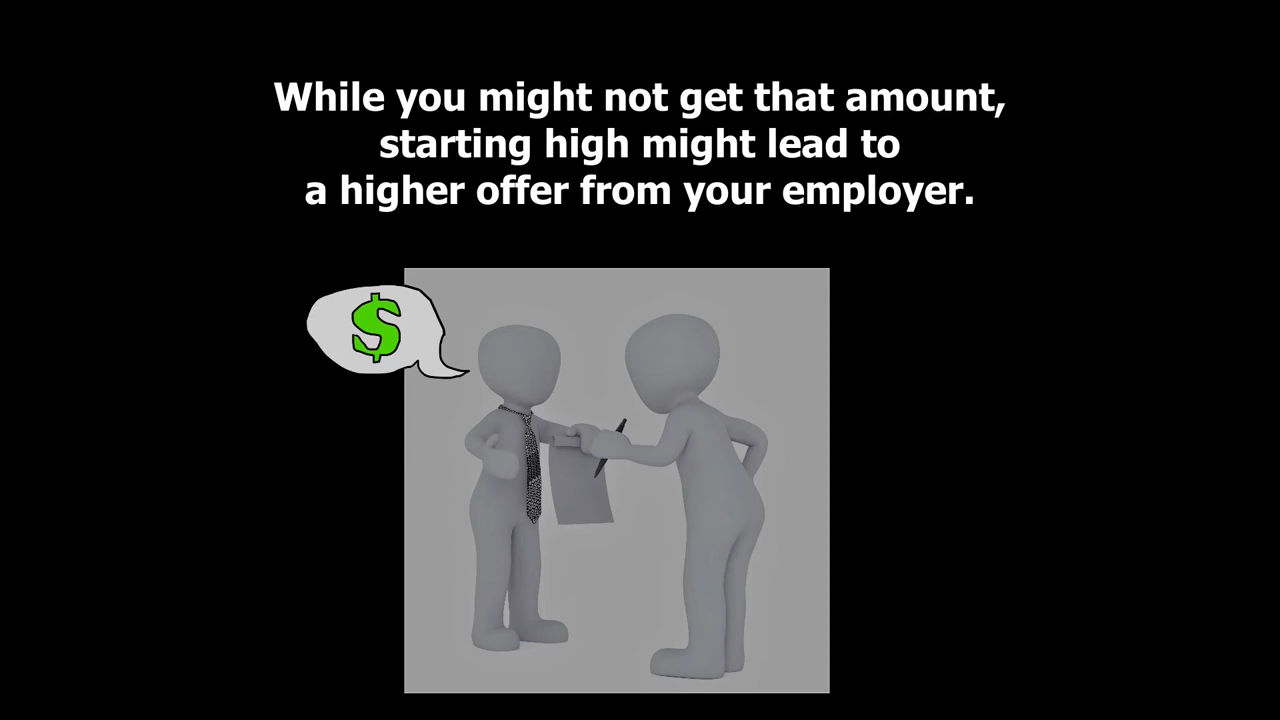 While you might not get that amount,
starting high might lead to
a higher offer from your employer.
$